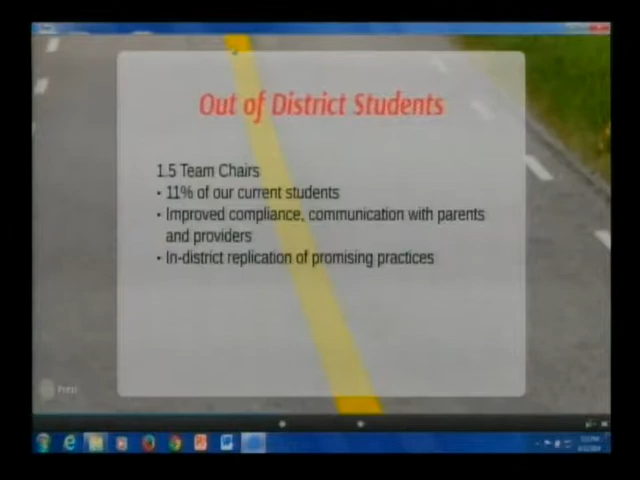 Out of District Students
1.5 Team Chairs
• 11% of our current students
• Improved compliance, communication with parents
and providers
• In-district replication of promising practices
Prezi